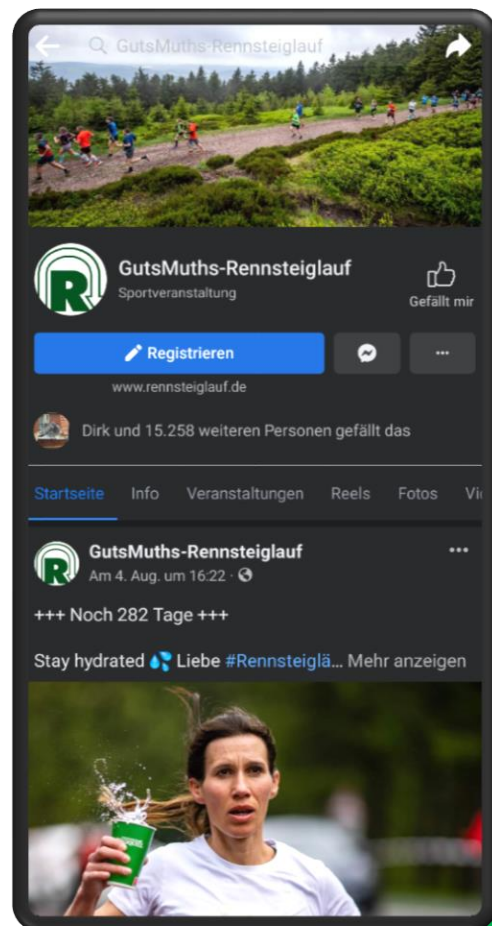 GutsMuths-Rennsteiglauf
R
GutsMuths-Rennsteiglauf
Sportveranstaltung
Gefällt mir
Registrieren
www.rennsteiglauf.de
Dirk und 15.258 weiteren Personen gefällt das
Startseite Info Veranstaltungen Reels Fotos Vi
R
GutsMuths-Rennsteiglauf
Am 4. Aug. um 16:22 ·
+++ Noch 282 Tage +++
Stay hydrated 💦 Liebe #Rennsteiglä... Mehr anzeigen